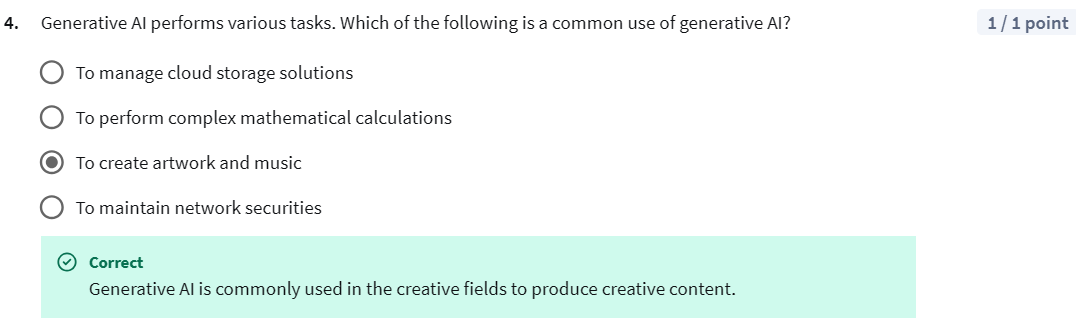 4. Generative AI performs various tasks. Which of the following is a common use of generative AI? 1 / 1 point
To manage cloud storage solutions
To perform complex mathematical calculations
To create artwork and music
To maintain network securities
Correct
Generative AI is commonly used in the creative fields to produce creative content.